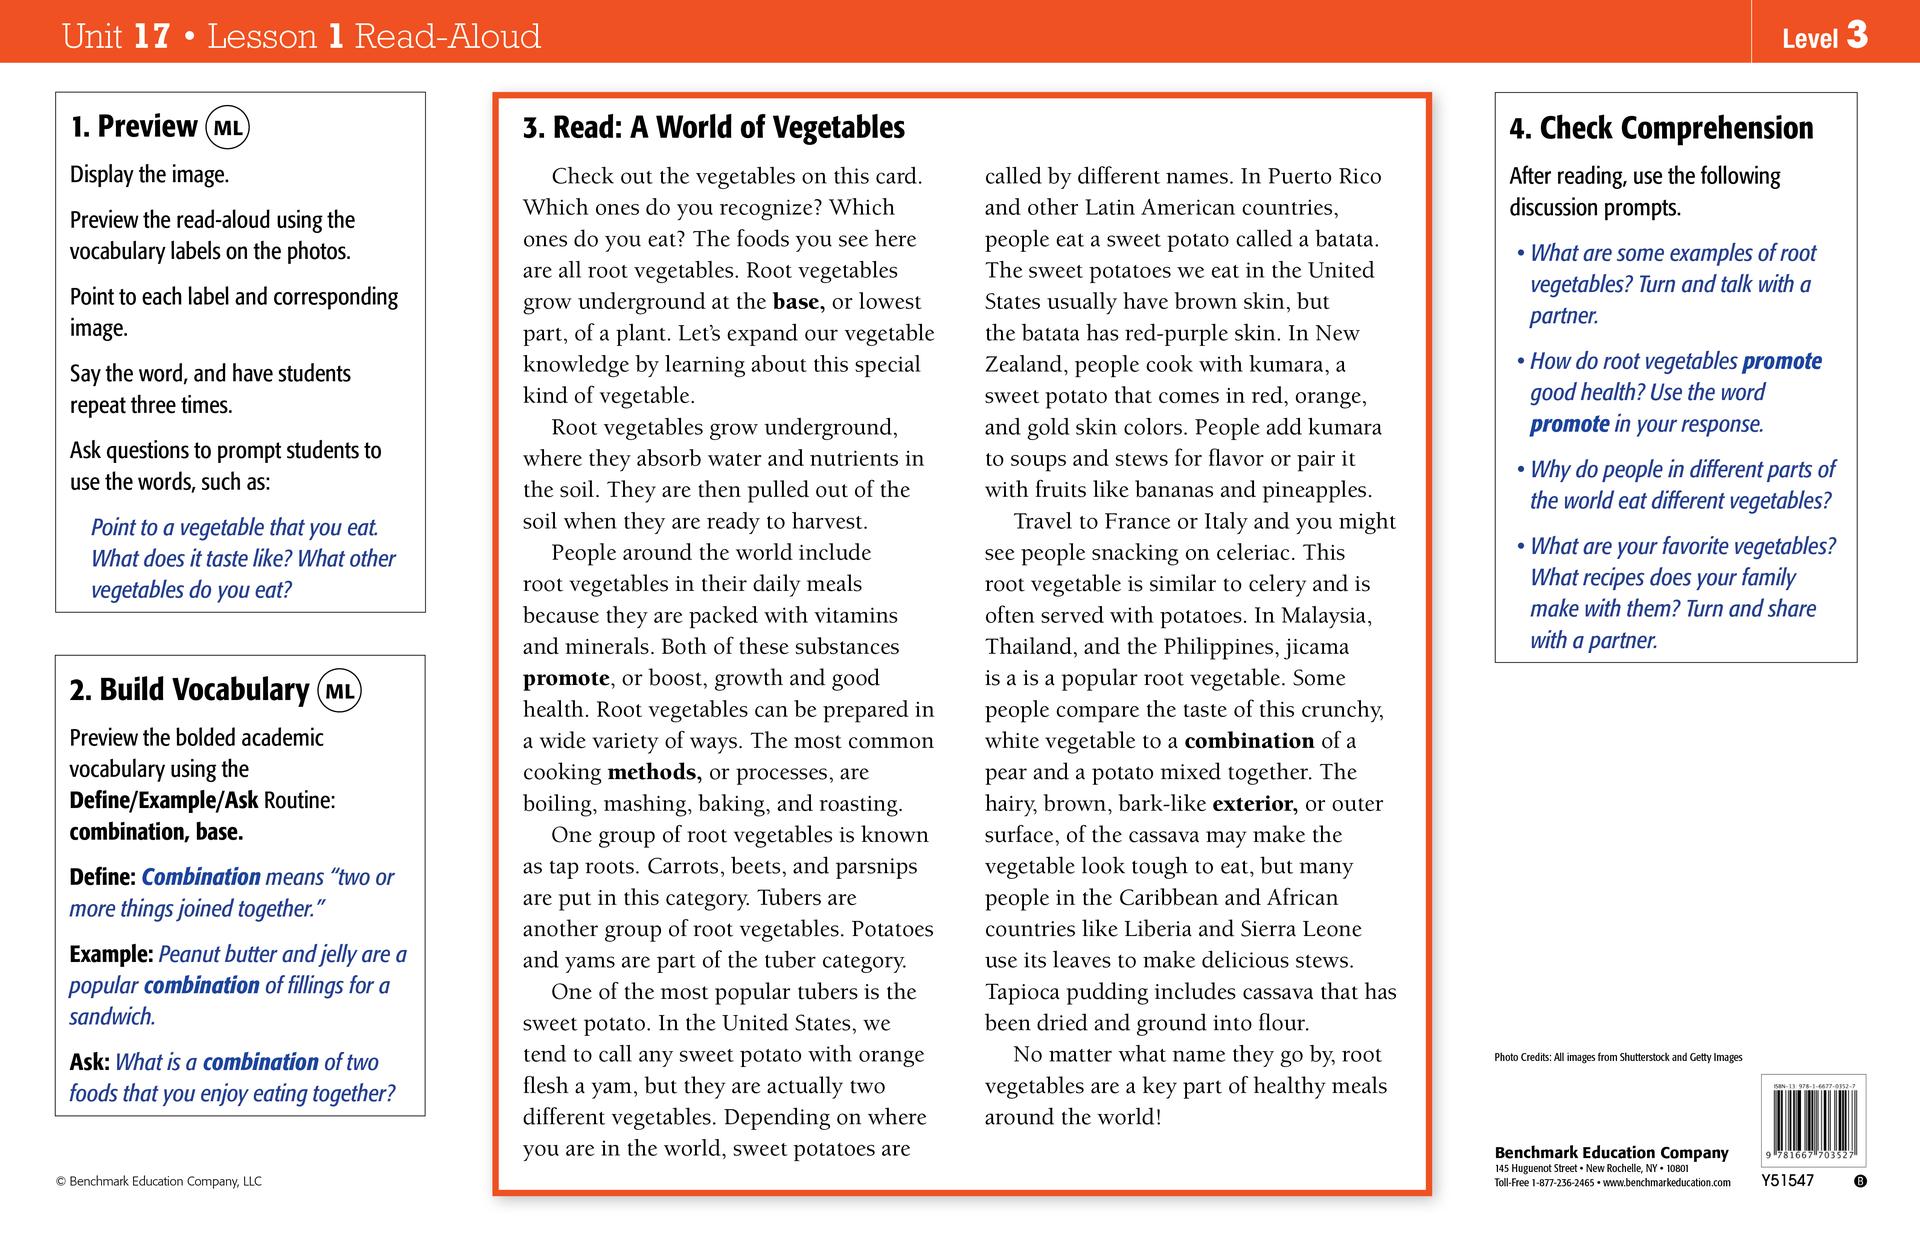 Unit 17 • Lesson 1 Read-Aloud
Level 3
1. Preview ML
Display the image.
Preview the read-aloud using the
vocabulary labels on the photos.
Point to each label and corresponding
image.
Say the word, and have students
repeat three times.
Ask questions to prompt students to
use the words, such as:
Point to a vegetable that you eat.
What does it taste like? What other
vegetables do you eat?
2. Build Vocabulary ML
Preview the bolded academic
vocabulary using the
Define/Example/Ask Routine:
combination, base.
Define: Combination means “two or
more things joined together.”
Example: Peanut butter and jelly are a
popular combination of fillings for a
sandwich.
Ask: What is a combination of two
foods that you enjoy eating together?
© Benchmark Education Company, LLC
3. Read: A World of Vegetables
Check out the vegetables on this card.
Which ones do you recognize? Which
ones do you eat? The foods you see here
are all root vegetables. Root vegetables
grow underground at the base, or lowest
part, of a plant. Let’s expand our vegetable
knowledge by learning about this special
kind of vegetable.
Root vegetables grow underground,
where they absorb water and nutrients in
the soil. They are then pulled out of the
soil when they are ready to harvest.
People around the world include
root vegetables in their daily meals
because they are packed with vitamins
and minerals. Both of these substances
promote, or boost, growth and good
health. Root vegetables can be prepared in
a wide variety of ways. The most common
cooking methods, or processes, are
boiling, mashing, baking, and roasting.
One group of root vegetables is known
as tap roots. Carrots, beets, and parsnips
are put in this category. Tubers are
another group of root vegetables. Potatoes
and yams are part of the tuber category.
One of the most popular tubers is the
sweet potato. In the United States, we
tend to call any sweet potato with orange
flesh a yam, but they are actually two
different vegetables. Depending on where
you are in the world, sweet potatoes are
called by different names. In Puerto Rico
and other Latin American countries,
people eat a sweet potato called a batata.
The sweet potatoes we eat in the United
States usually have brown skin, but
the batata has red-purple skin. In New
Zealand, people cook with kumara, a
sweet potato that comes in red, orange,
and gold skin colors. People add kumara
to soups and stews for flavor or pair it
with fruits like bananas and pineapples.
Travel to France or Italy and you might
see people snacking on celeriac. This
root vegetable is similar to celery and is
often served with potatoes. In Malaysia,
Thailand, and the Philippines, jicama
is a is a popular root vegetable. Some
people compare the taste of this crunchy,
white vegetable to a combination of a
pear and a potato mixed together. The
hairy, brown, bark-like exterior, or outer
surface, of the cassava may make the
vegetable look tough to eat, but many
people in the Caribbean and African
countries like Liberia and Sierra Leone
use its leaves to make delicious stews.
Tapioca pudding includes cassava that has
been dried and ground into flour.
No matter what name they go by, root
vegetables are a key part of healthy meals
around the world!
4. Check Comprehension
After reading, use the following
discussion prompts.
• What are some examples of root
vegetables? Turn and talk with a
partner.
• How do root vegetables promote
good health? Use the word
promote in your response.
• Why do people in different parts of
the world eat different vegetables?
• What are your favorite vegetables?
What recipes does your family
make with them? Turn and share
with a partner.
Photo Credits: All images from Shutterstock and Getty Images
Benchmark Education Company
145 Huguenot Street • New Rochelle, NY • 10801
Toll-Free 1-877-236-2465 • www.benchmarkeducation.com
ISBN-13 978-1-6677-0352-7
9 781667 703527
Y51547
B